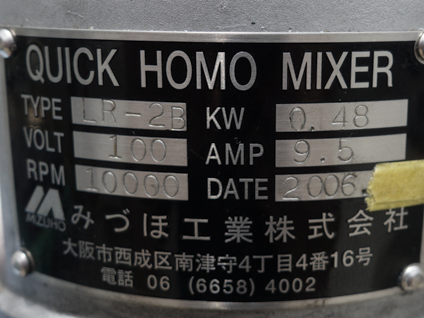 QUICK HOMO MIXER
TYPE LR-2B KW 0.48
VOLT 100 AMP 9.5
RPM 10000 DATE 2006.
MIZUHO みづほ工業株式会社
大阪市西成区南津守4丁目4番16号
電話 06 (6658) 4002